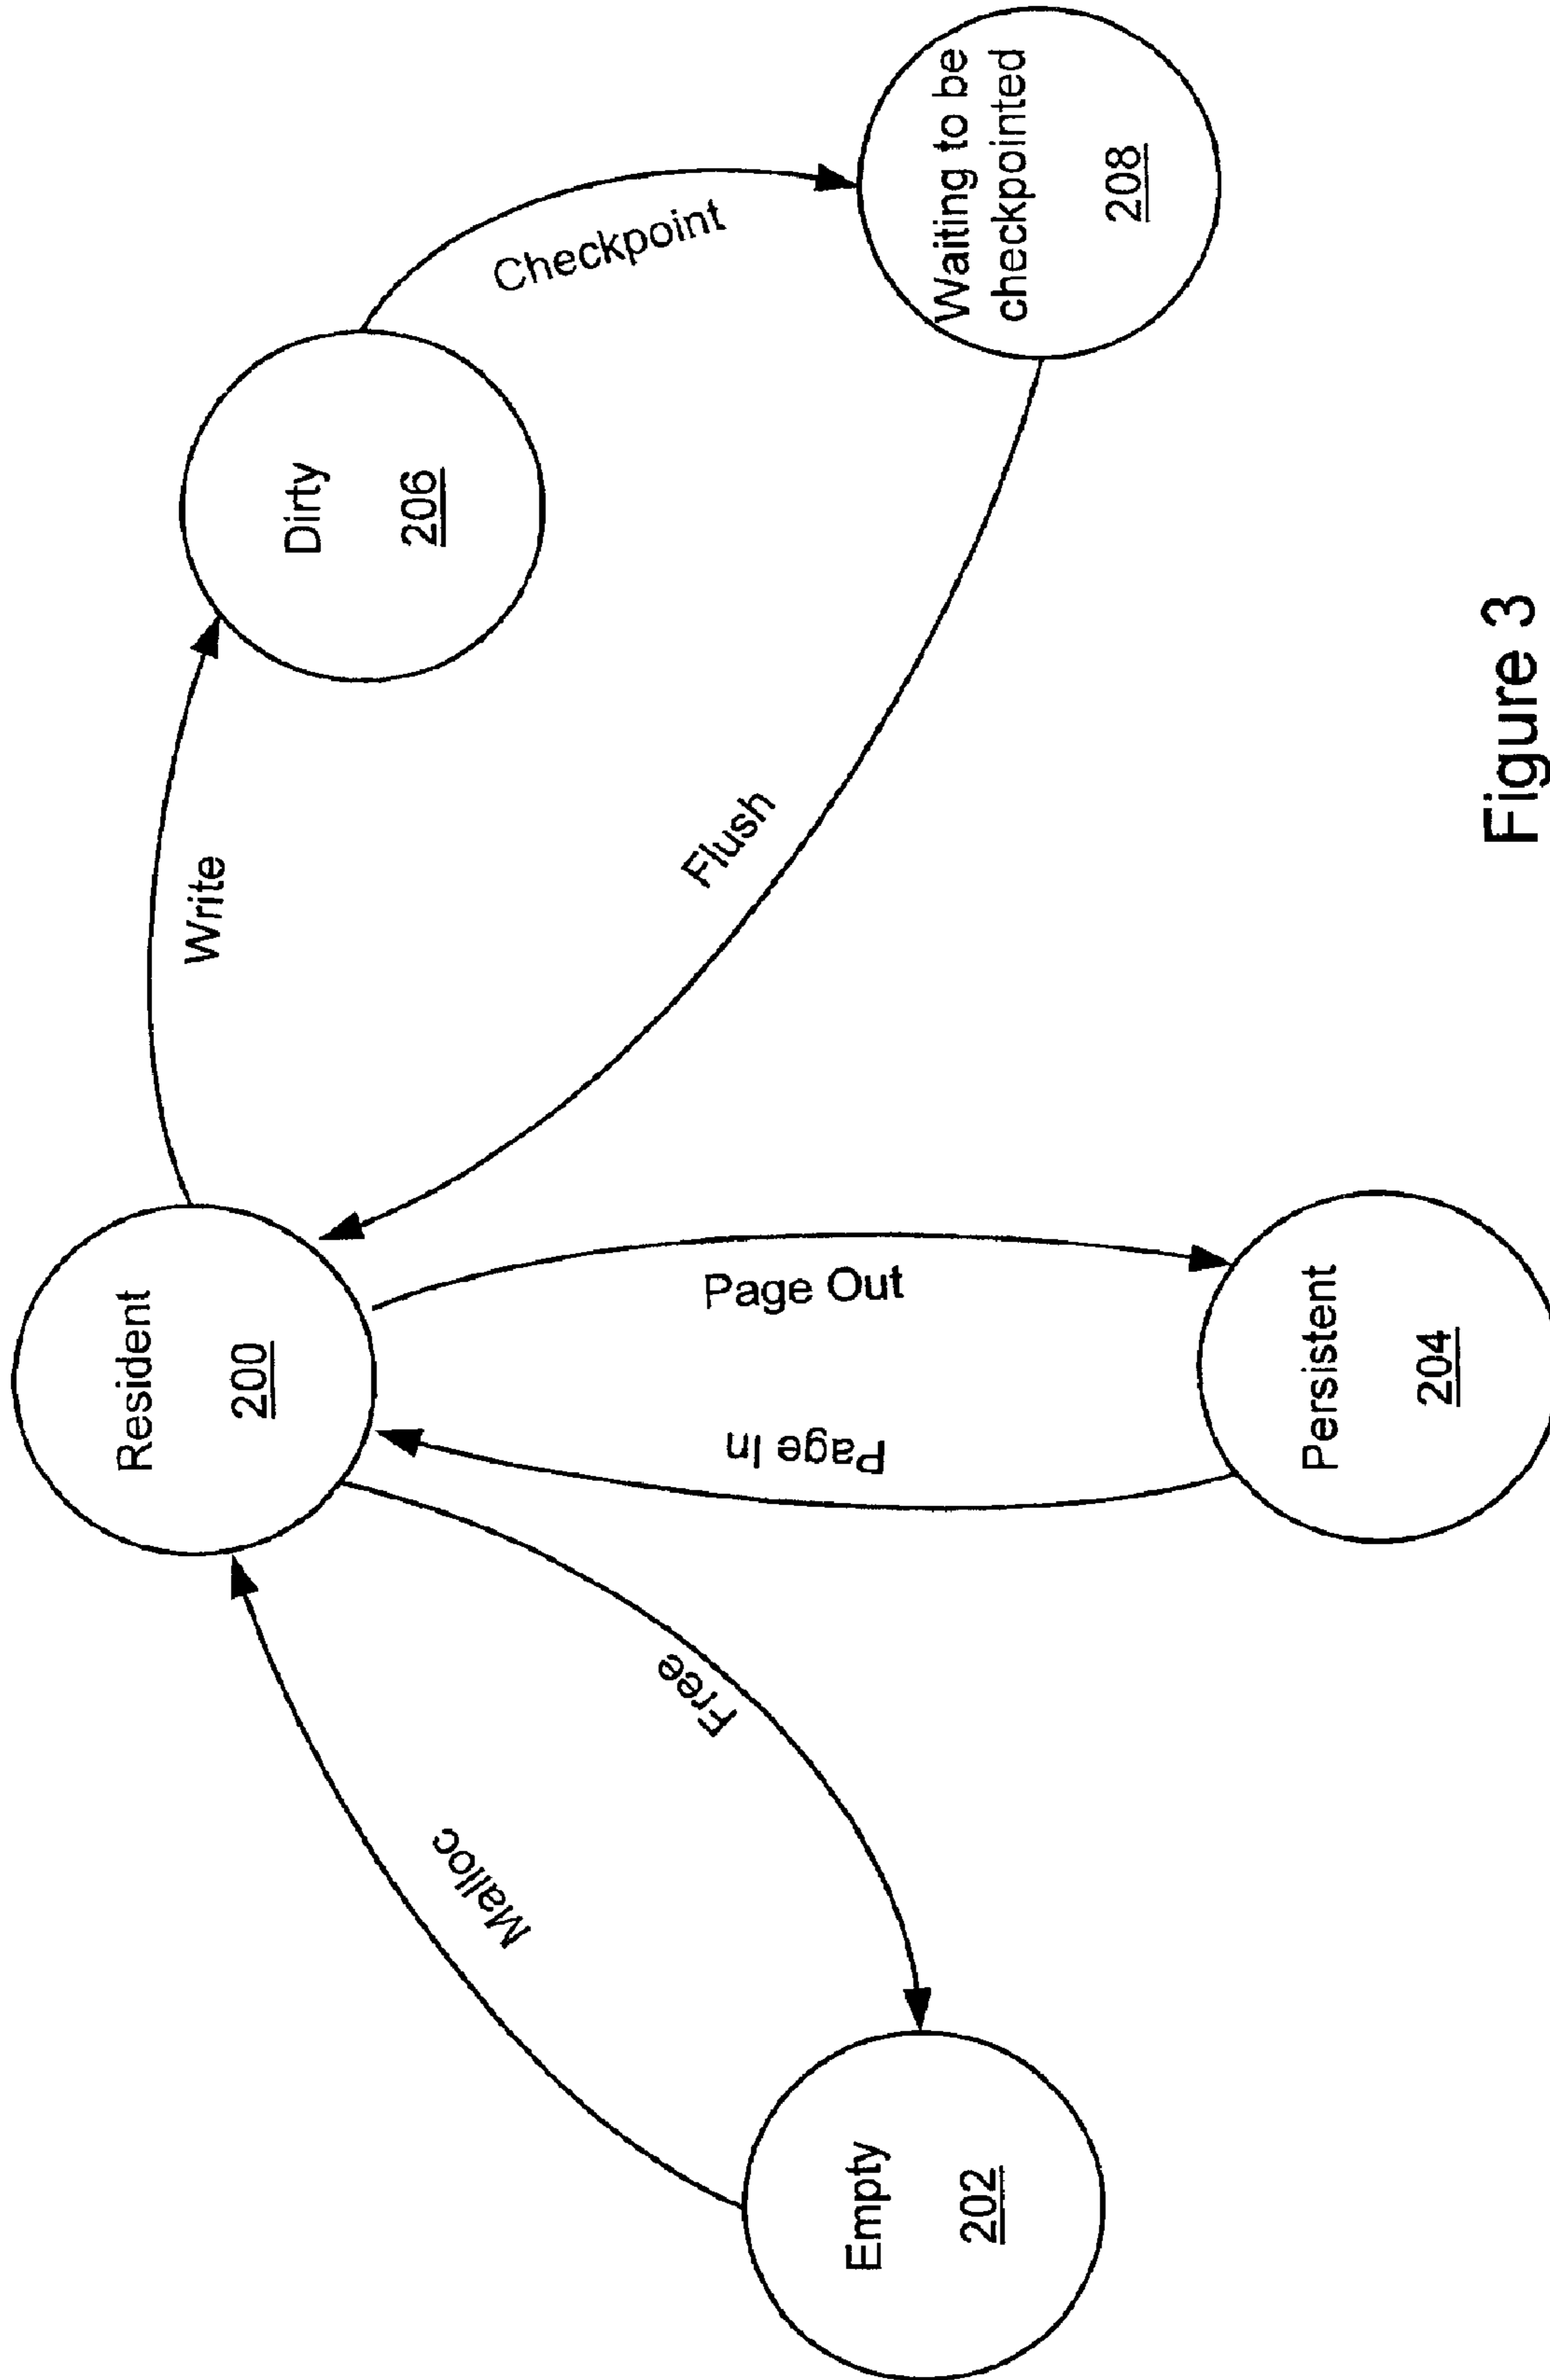 Resident
200
Write
Dirty
206
Checkpoint
Waiting to be
checkpointed
208
Flush
Malloc
Free
Page In
Page Out
Empty
202
Persistent
204
Figure 3